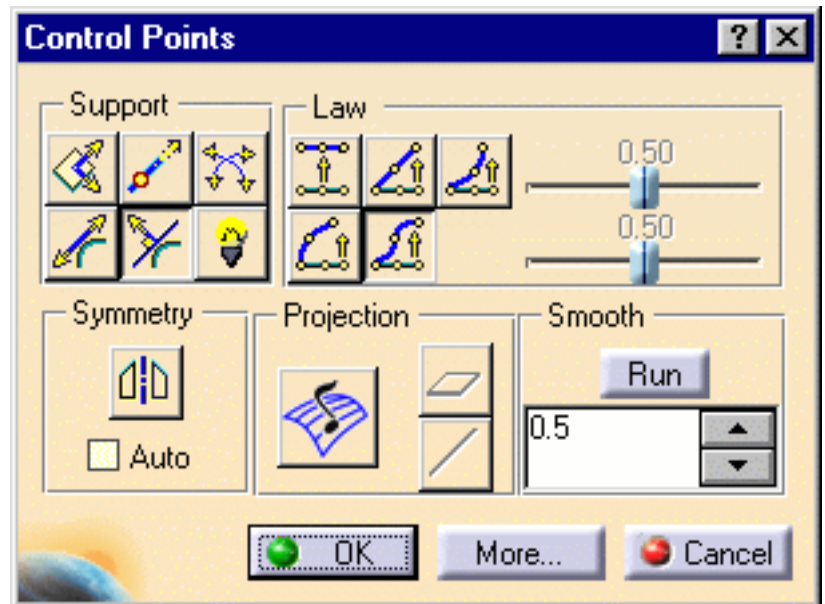 Control Points
Support
Law
0.50
0.50
Symmetry
Auto
Projection
Smooth
Run
0.5
OK
More...
Cancel